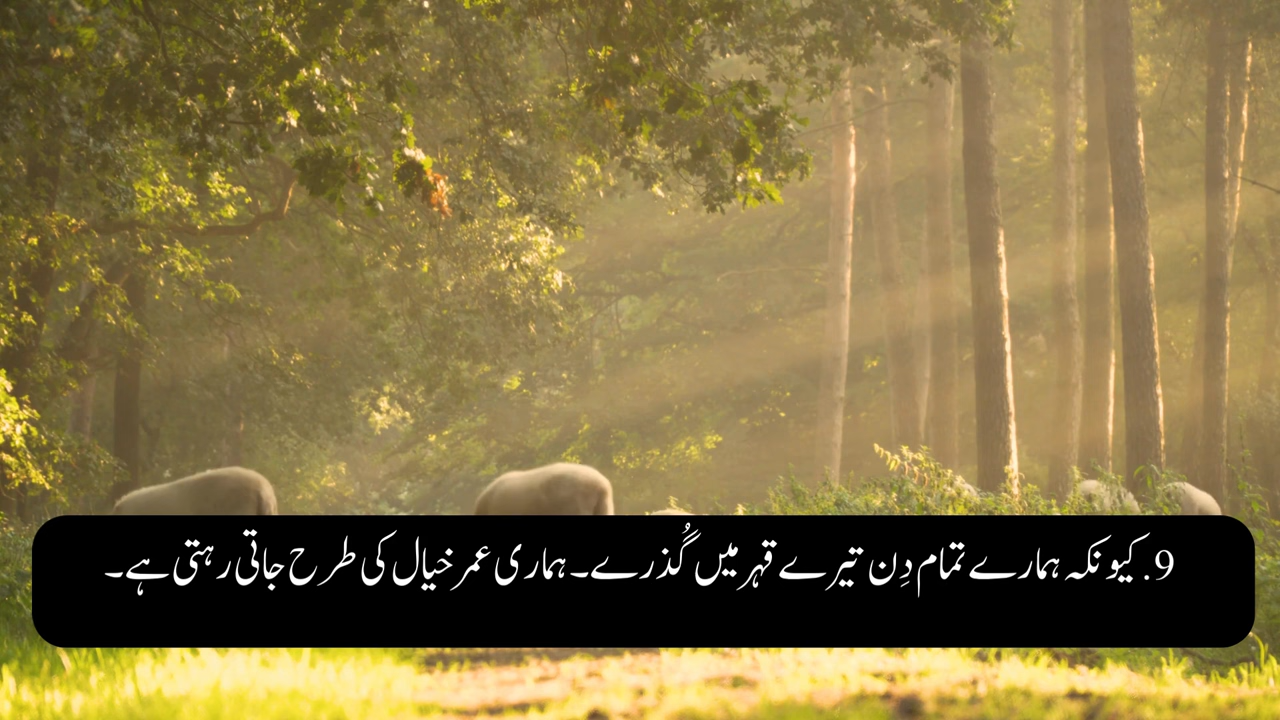 9. کیونکہ ہمارے تمام دِن تیرے قہر میں گُذرے۔ ہماری عمر خیال کی طرح جاتی رہتی ہے۔